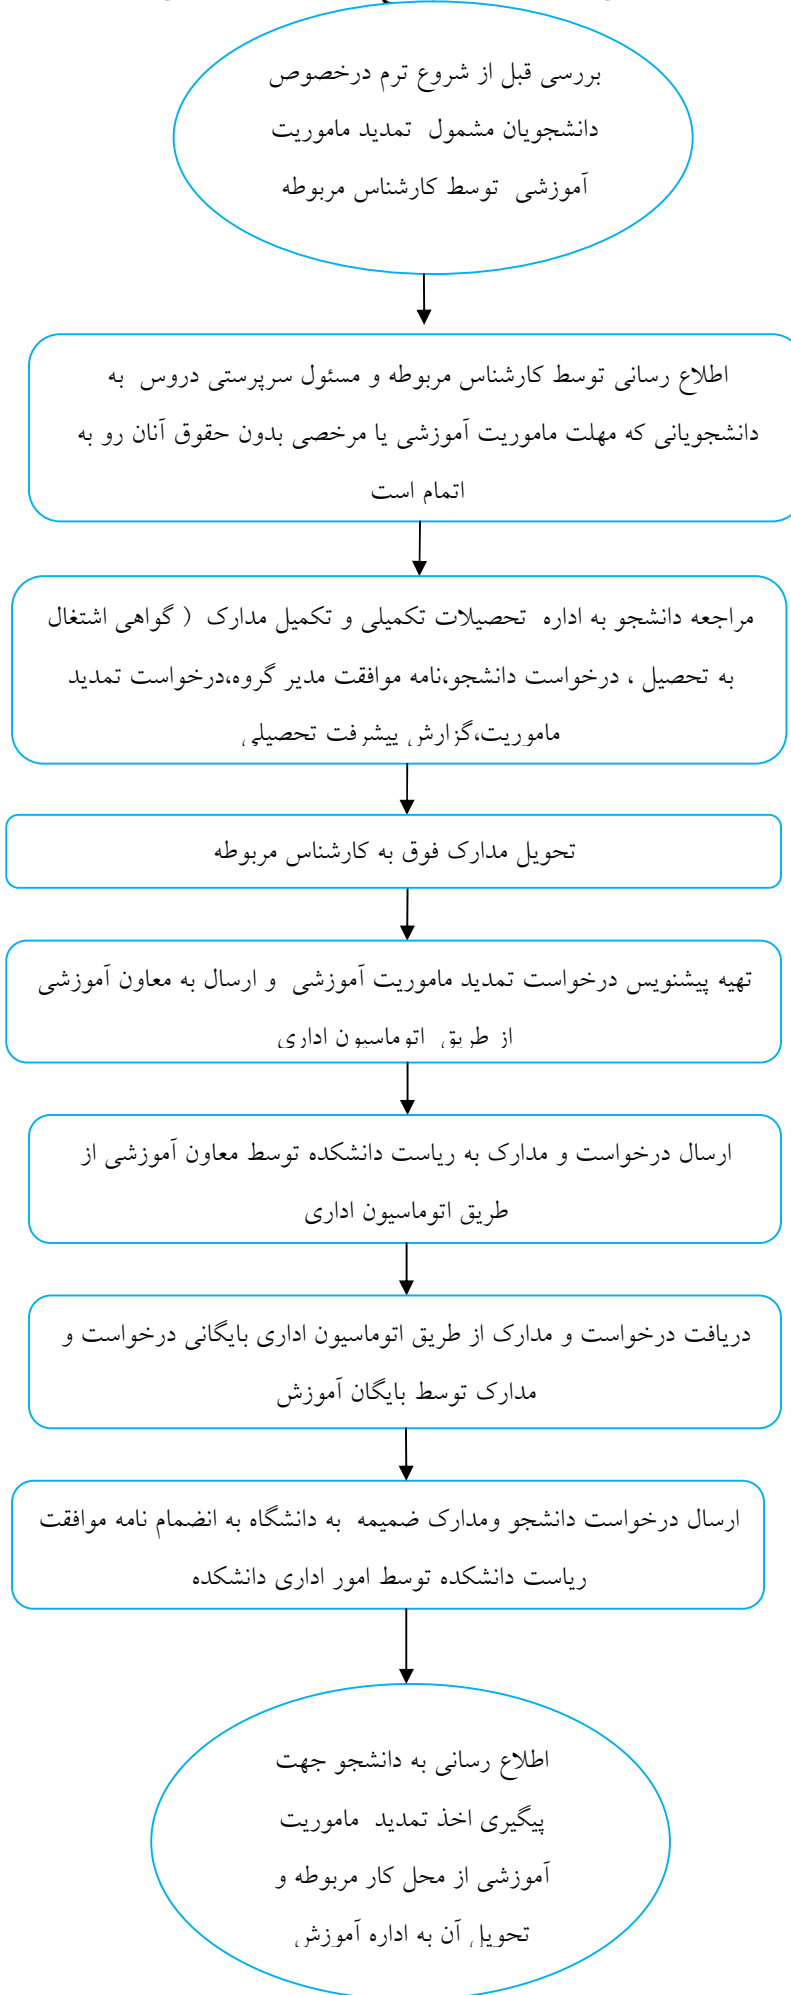 بررسی قبل از شروع ترم درخصوص
دانشجویان مشمول تمدید ماموریت
آموزشی توسط کارشناس مربوطه
اطلاع رسانی توسط کارشناس مربوطه و مسئول سرپرستی دروس به
دانشجویانی که مهلت ماموریت آموزشی یا مرخصی بدون حقوق آنان رو به
اتمام است
مراجعه دانشجو به اداره تحصیلات تکمیلی و تکمیل مدارک ( گواهی اشتغال
به تحصیل ، درخواست دانشجو،نامه موافقت مدیر گروه،درخواست تمدید
ماموریت،گزارش پیشرفت تحصیلی
تحویل مدارک فوق به کارشناس مربوطه
تهیه پیشنویس درخواست تمدید ماموریت آموزشی و ارسال به معاون آموزشی
از طریق اتوماسیون اداری
ارسال درخواست و مدارک به ریاست دانشکده توسط معاون آموزشی از
طریق اتوماسیون اداری
دریافت درخواست و مدارک از طریق اتوماسیون اداری بایگانی درخواست و
مدارک توسط بایگان آموزش
ارسال درخواست دانشجو ومدارک ضمیمه به دانشگاه به انضمام نامه موافقت
ریاست دانشکده توسط امور اداری دانشکده
اطلاع رسانی به دانشجو جهت
پیگیری اخذ تمدید ماموریت
آموزشی از محل کار مربوطه و
تحویل آن به اداره آموزش